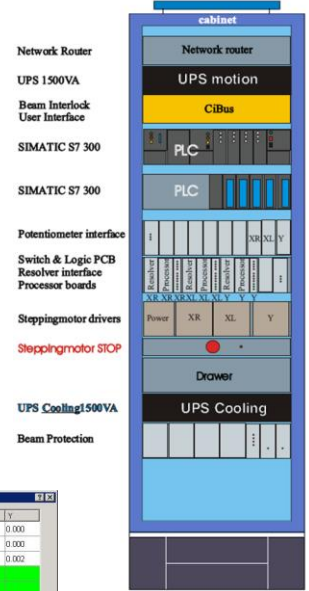 cabinet
Network Router
Network router
UPS 1500VA
UPS motion
Beam Interlock
User Interface
CiBus
SIMATIC S7 300
PLC
SIMATIC S7 300
PLC
Potentiometer interface
XR XL Y
Switch & Logic PCB
Resolver interface
Processor boards
Resolver
Processor
Resolver
Processor
Resolver
Processor
XR XR XR XL XL XL Y Y Y
Steppingmotor drivers
Power XR XL Y
Steppingmotor STOP
Drawer
UPS Cooling1500VA
UPS Cooling
Beam Protection
Y
0.000
0.000
0.002